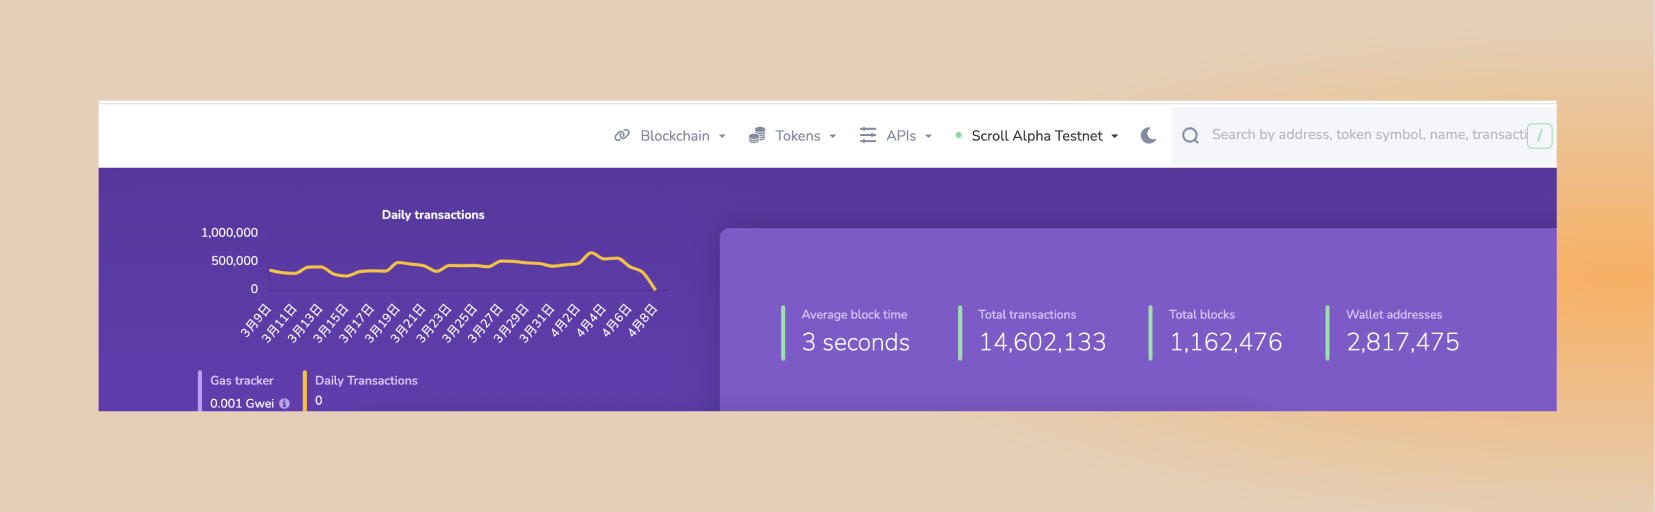 Blockchain
Tokens
APIs
Scroll Alpha Testnet
Search by address, token symbol, name, transacti
/
Daily transactions
1,000,000
500,000
0
3月9日
3月11日
3月13日
3月15日
3月17日
3月19日
3月21日
3月23日
3月25日
3月27日
3月29日
3月31日
4月2日
4月4日
4月6日
4月8日
Average block time
3 seconds
Total transactions
14,602,133
Total blocks
1,162,476
Wallet addresses
2,817,475
Gas tracker
0.001 Gwei
Daily Transactions
0